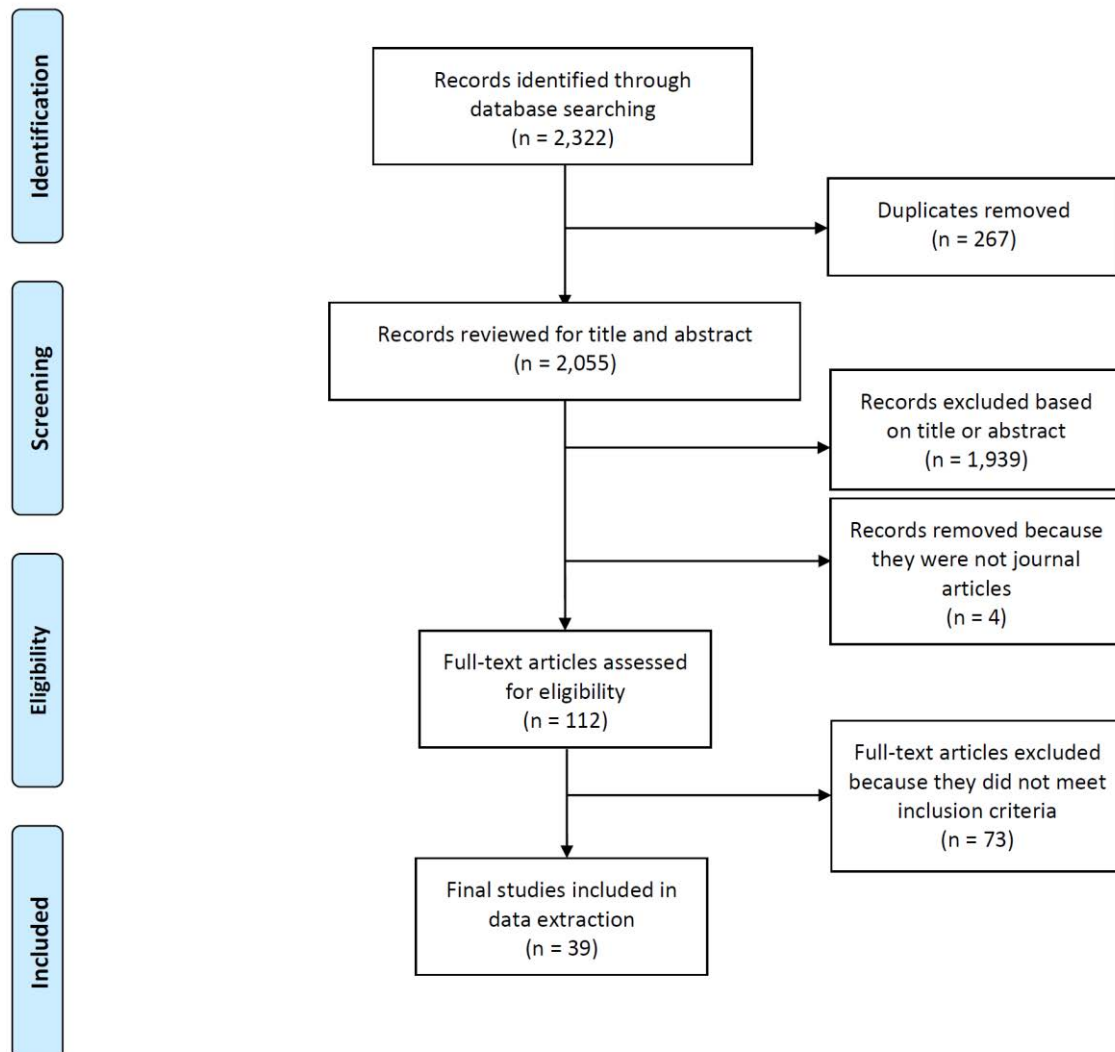 Identification
Records identified through
database searching
(n = 2,322)
Duplicates removed
(n = 267)
Screening
Records reviewed for title and abstract
(n = 2,055)
Records excluded based
on title or abstract
(n = 1,939)
Records removed because
they were not journal
articles
(n = 4)
Eligibility
Full-text articles assessed
for eligibility
(n = 112)
Full-text articles excluded
because they did not meet
inclusion criteria
(n = 73)
Included
Final studies included in
data extraction
(n = 39)